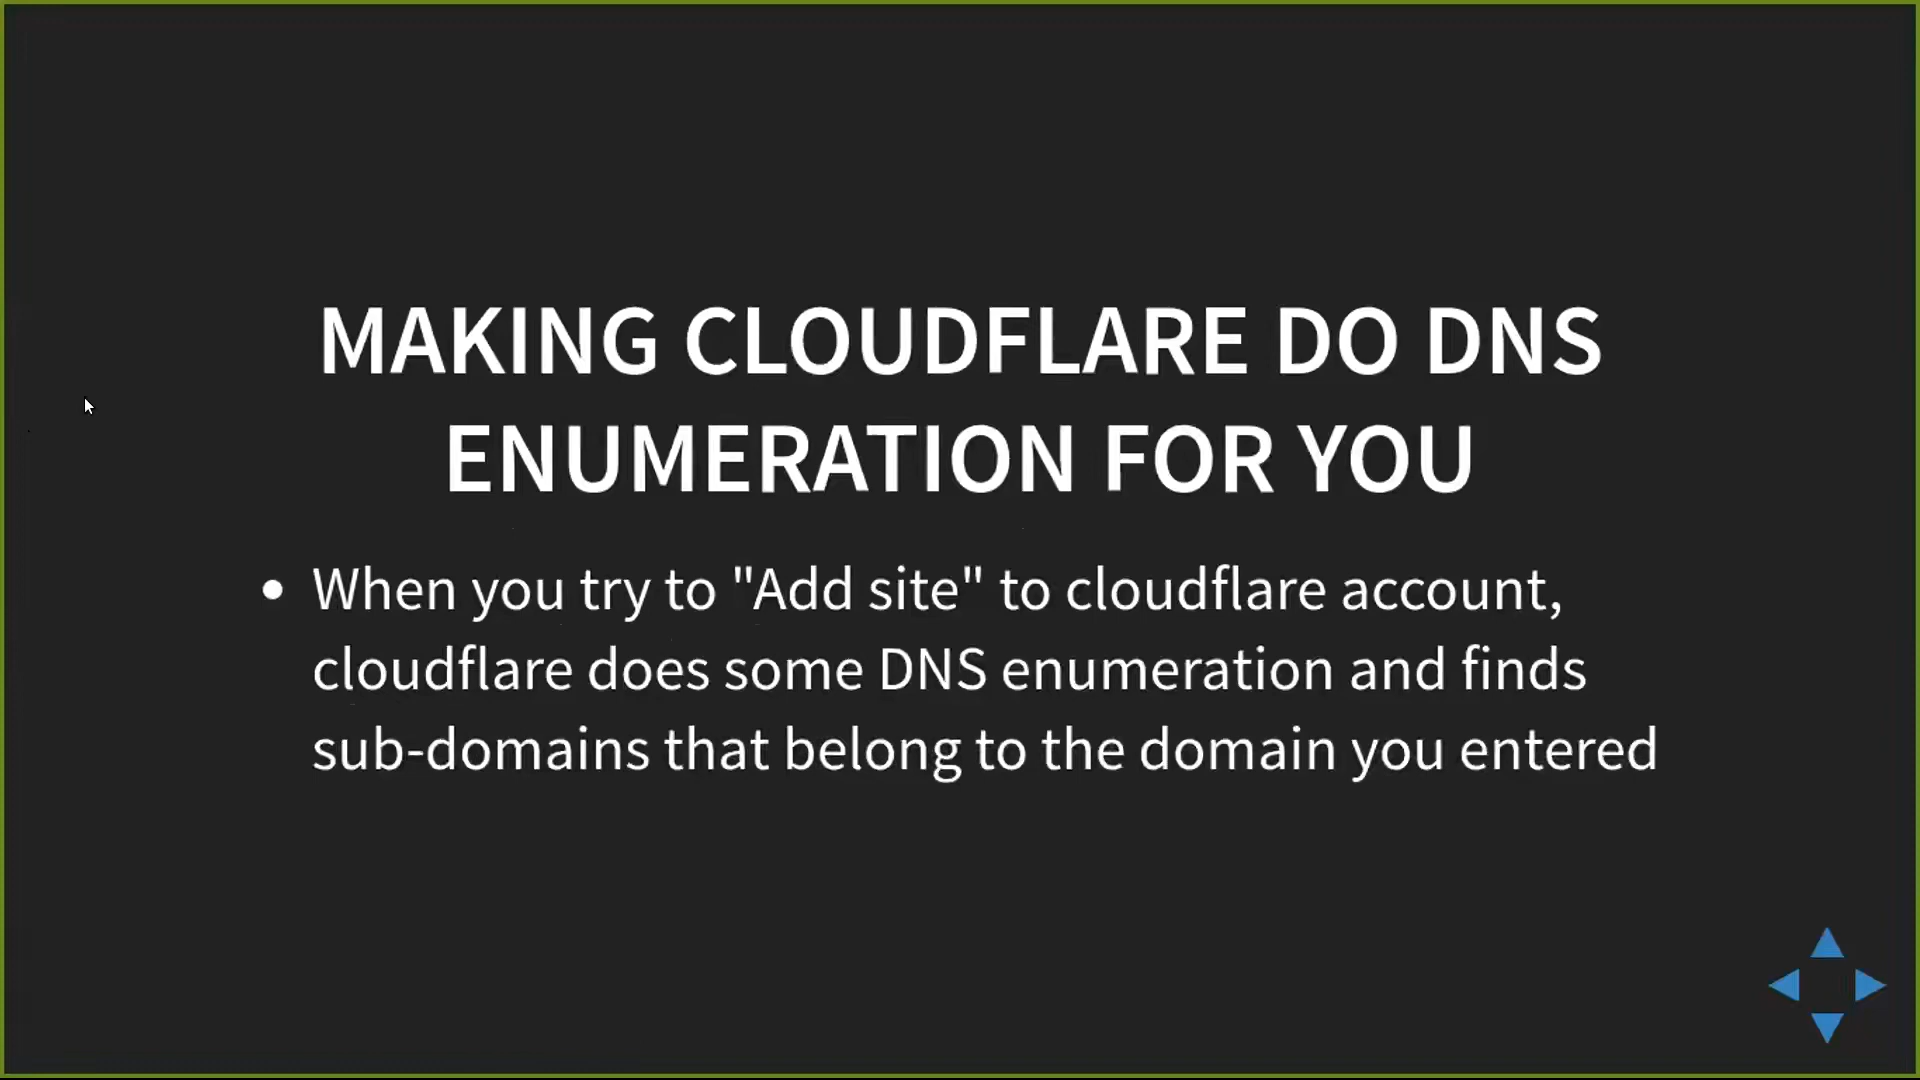 MAKING CLOUDFLARE DO DNS
ENUMERATION FOR YOU
• When you try to "Add site" to cloudflare account,
cloudflare does some DNS enumeration and finds
sub-domains that belong to the domain you entered